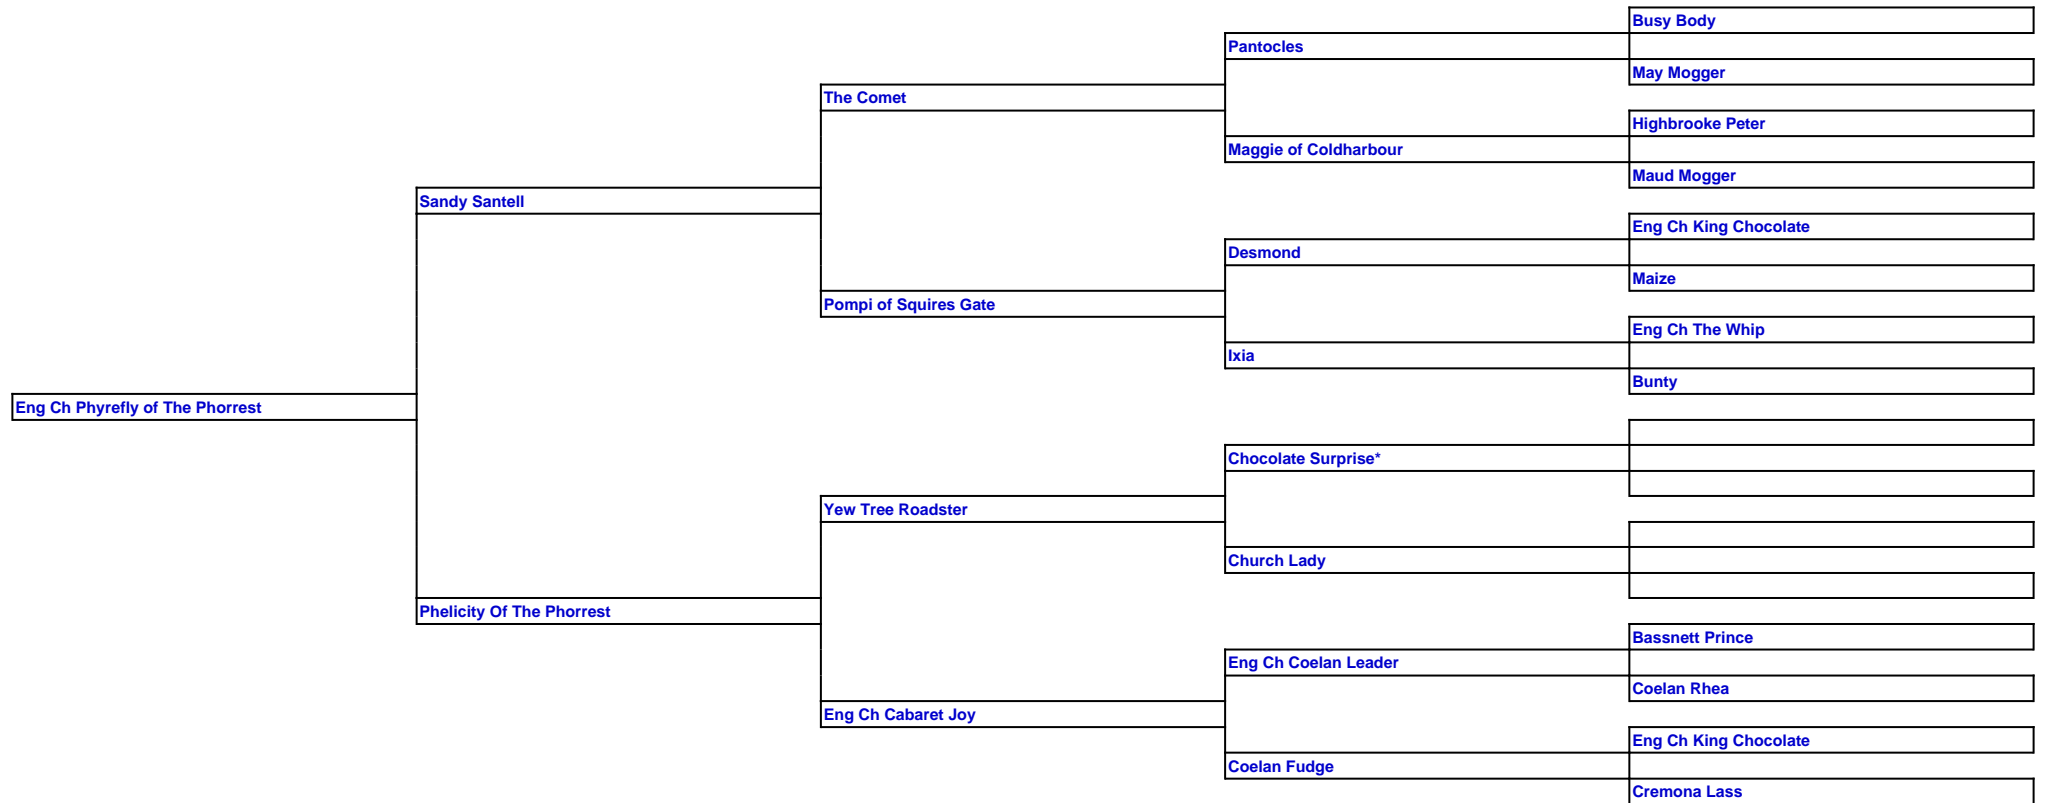 Busy Body
Pantocles
May Mogger
The Comet
Highbrooke Peter
Maggie of Coldharbour
Maud Mogger
Sandy Santell
Eng Ch King Chocolate
Desmond
Maize
Pompi of Squires Gate
Eng Ch The Whip
Ixia
Bunty
Eng Ch Phyrefly of The Phorrest
Chocolate Surprise*
Yew Tree Roadster
Church Lady
Phelicity Of The Phorrest
Bassnett Prince
Eng Ch Coelan Leader
Coelan Rhea
Eng Ch Cabaret Joy
Eng Ch King Chocolate
Coelan Fudge
Cremona Lass